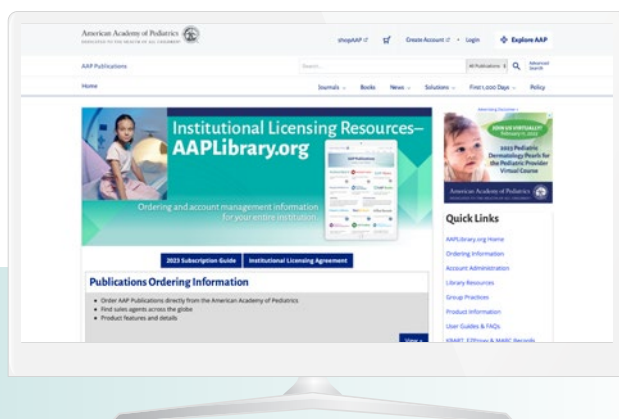 American Academy of Pediatrics
DEDICATED TO THE HEALTH OF ALL CHILDREN®
shopAAP
Create Account
Login
Explore AAP
AAP Publications
Search...
All Publications
Advanced Search
Home
Journals
Books
News
Solutions
First 1,000 Days
Policy
Institutional Licensing Resources–
AAPLibrary.org
Ordering and account management information
for your entire institution.
AAP Publications
Advertising Disclaimer »
JOIN US VIRTUALLY!
2023 Pediatric
Dermatology Pearls for
the Pediatric Provider
Virtual Course
American Academy of Pediatrics
2023 Subscription Guide
Institutional Licensing Agreement
Publications Ordering Information
• Order AAP Publications directly from the American Academy of Pediatrics
• Find sales agents across the globe
• Product features and details
View »
Quick Links
AAPLibrary.org Home
Ordering Information
Account Administration
Library Resources
Group Practices
Product Information
User Guides & FAQs
KBART, EZProxy & MARC Records